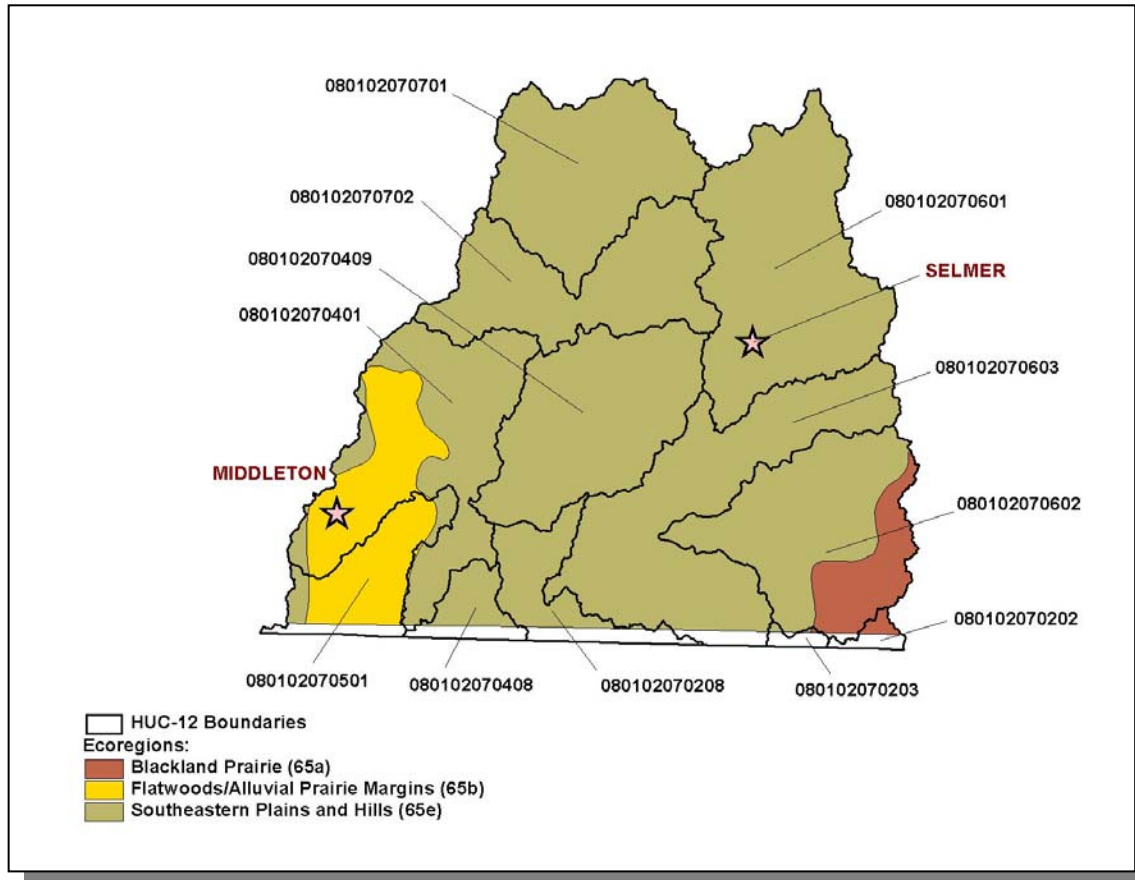 080102070701
080102070702
080102070601
080102070409
SELMER
080102070401
080102070603
MIDDLETON
080102070602
080102070202
080102070501
080102070408
080102070208
080102070203
HUC-12 Boundaries
Ecoregions:
Blackland Prairie (65a)
Flatwoods/Alluvial Prairie Margins (65b)
Southeastern Plains and Hills (65e)